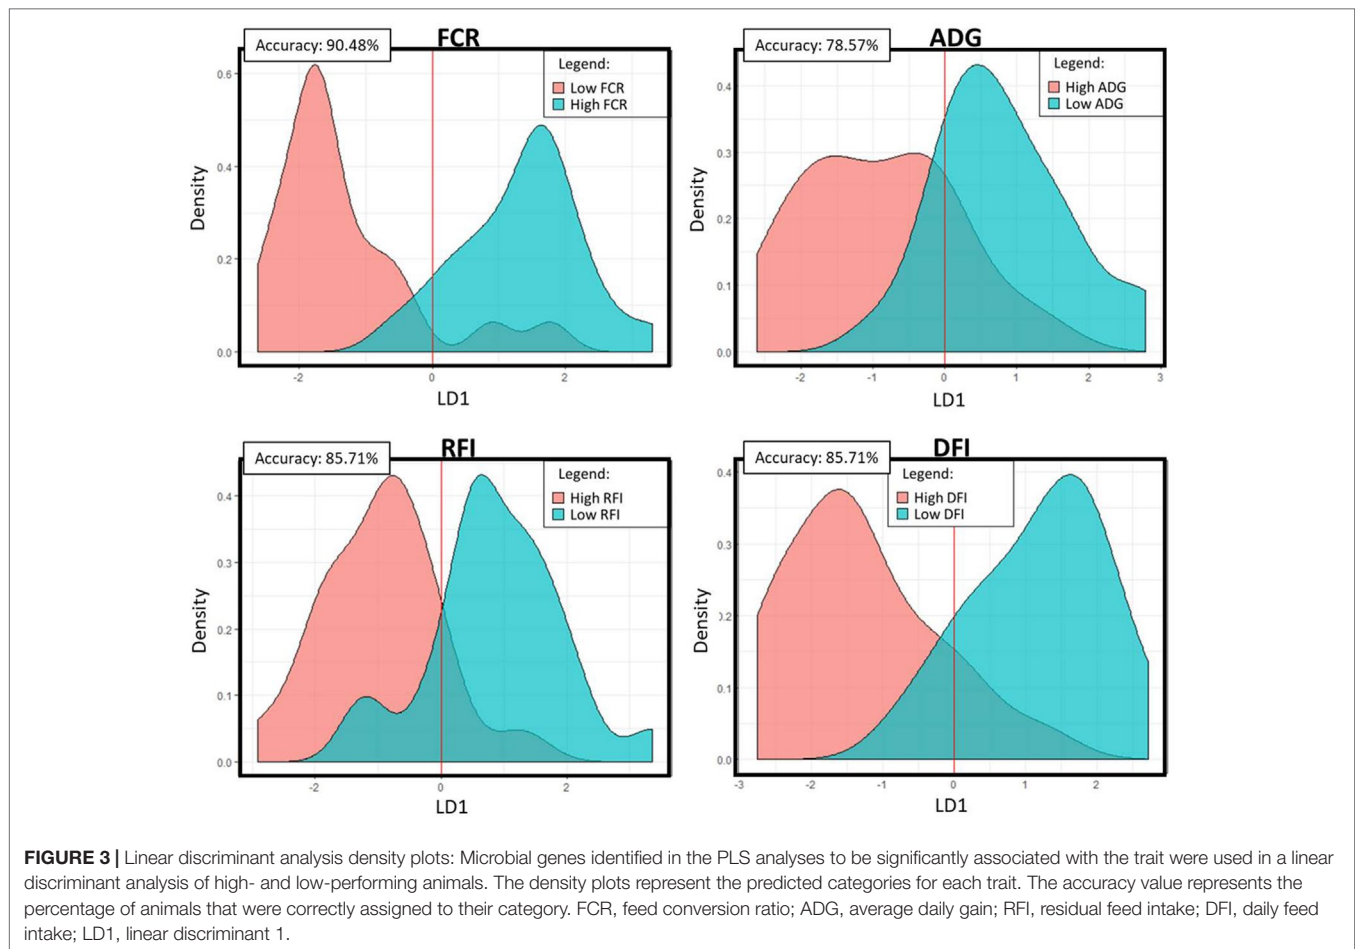 FCR
Accuracy: 90.48%
Legend:
Low FCR
High FCR
0.6
0.4
0.2
0.0
Density
-2
0
2
LD1
ADG
Accuracy: 78.57%
Legend:
High ADG
Low ADG
0.4
0.3
0.2
0.1
0.0
Density
-2
-1
0
1
2
3
LD1
RFI
Accuracy: 85.71%
Legend:
High RFI
Low RFI
0.4
0.3
0.2
0.1
0.0
Density
-2
0
2
LD1
DFI
Accuracy: 85.71%
Legend:
High DFI
Low DFI
0.4
0.3
0.2
0.1
0.0
Density
-3
-2
-1
0
1
2
LD1
FIGURE 3 | Linear discriminant analysis density plots: Microbial genes identified in the PLS analyses to be significantly associated with the trait were used in a linear
discriminant analysis of high- and low-performing animals. The density plots represent the predicted categories for each trait. The accuracy value represents the
percentage of animals that were correctly assigned to their category. FCR, feed conversion ratio; ADG, average daily gain; RFI, residual feed intake; DFI, daily feed
intake; LD1, linear discriminant 1.